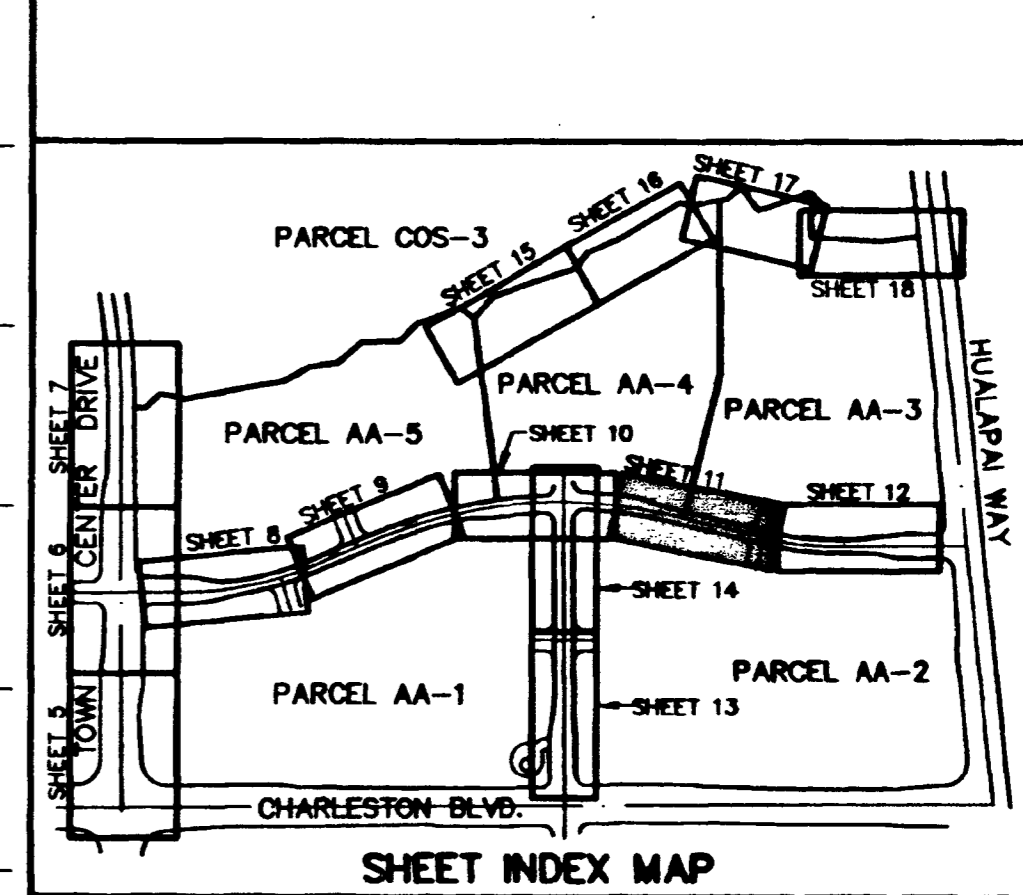 SHEET 17
SHEET 16
PARCEL COS-3
SHEET 15
SHEET 18
HUALAPAI WAY
SHEET 7
PARCEL AA-4
PARCEL AA-3
PARCEL AA-5
SHEET 10
SHEET 11
SHEET 9
SHEET 12
SHEET 8
SHEET 6
TOWN CENTER DRIVE
SHEET 14
PARCEL AA-2
PARCEL AA-1
SHEET 13
SHEET 5
CHARLESTON BLVD.
SHEET INDEX MAP